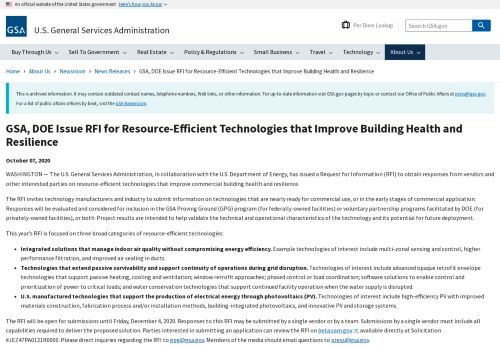 An official website of the United States government Here's how you know
GSA
U.S. General Services Administration
Per Diem Lookup
Search GSA.gov
Buy Through Us Sell To Government Real Estate Policy & Regulations Small Business Travel Technology About Us
Home › About Us › Newsroom › News Releases › GSA, DOE Issue RFI for Resource-Efficient Technologies that Improve Building Health and Resilience
This is archived information. It may contain outdated contact names, telephone numbers, Web links, or other information. For up-to-date information visit GSA.gov pages by topic or contact our Office of Public Affairs at press@gsa.gov.
For a list of public affairs officers by beat, visit the GSA Newsroom.
GSA, DOE Issue RFI for Resource-Efficient Technologies that Improve Building Health and
Resilience
October 07, 2020
WASHINGTON — The U.S. General Services Administration, in collaboration with the U.S. Department of Energy, has issued a Request for Information (RFI) to obtain responses from vendors and
other interested parties on resource-efficient technologies that improve commercial building health and resilience.
The RFI invites technology manufacturers and industry to submit information on technologies that are nearly ready for commercial use, or in the early stages of commercial application.
Responses will be evaluated and considered for inclusion in the GSA Proving Ground (GPG) program (for federally-owned facilities) or voluntary partnership programs facilitated by DOE (for
privately-owned facilities), or both. Project results are intended to help validate the technical and operational characteristics of the technology and its potential for future deployment.
This year's RFI is focused on three broad categories of resource-efficient technologies:
• Integrated solutions that manage indoor air quality without compromising energy efficiency. Example technologies of interest include multi-zonal sensing and control, higher
performance filtration, and improved air sealing in ducts.
• Technologies that extend passive survivability and support continuity of operations during grid disruption. Technologies of interest include advanced opaque retrofit envelope
technologies that support passive heating, cooling and ventilation; window retrofit approaches; phased control or load coordination; software solutions to enable control and
prioritization of power to critical loads; and water conservation technologies that support continued facility operation when the water supply is disrupted.
• U.S. manufactured technologies that support the production of electrical energy through photovoltaics (PV). Technologies of interest include high-efficiency PV with improved
materials construction, fabrication process and/or installation methods, building-integrated photovoltaics, and innovative PV and storage systems.
The RFI will be open for submissions until Friday, December 4, 2020. Responses to this RFI may be submitted by a single vendor or by a team. Submissions by a single vendor must include all
capabilities required to deliver the proposed solution. Parties interested in submitting an application can review the RFI on beta.sam.gov, available directly at Solicitation
#JEZ47PA0121R0000. Please direct inquiries regarding the RFI to gpg@gsa.gov. Members of the media should email questions to press@gsa.gov.